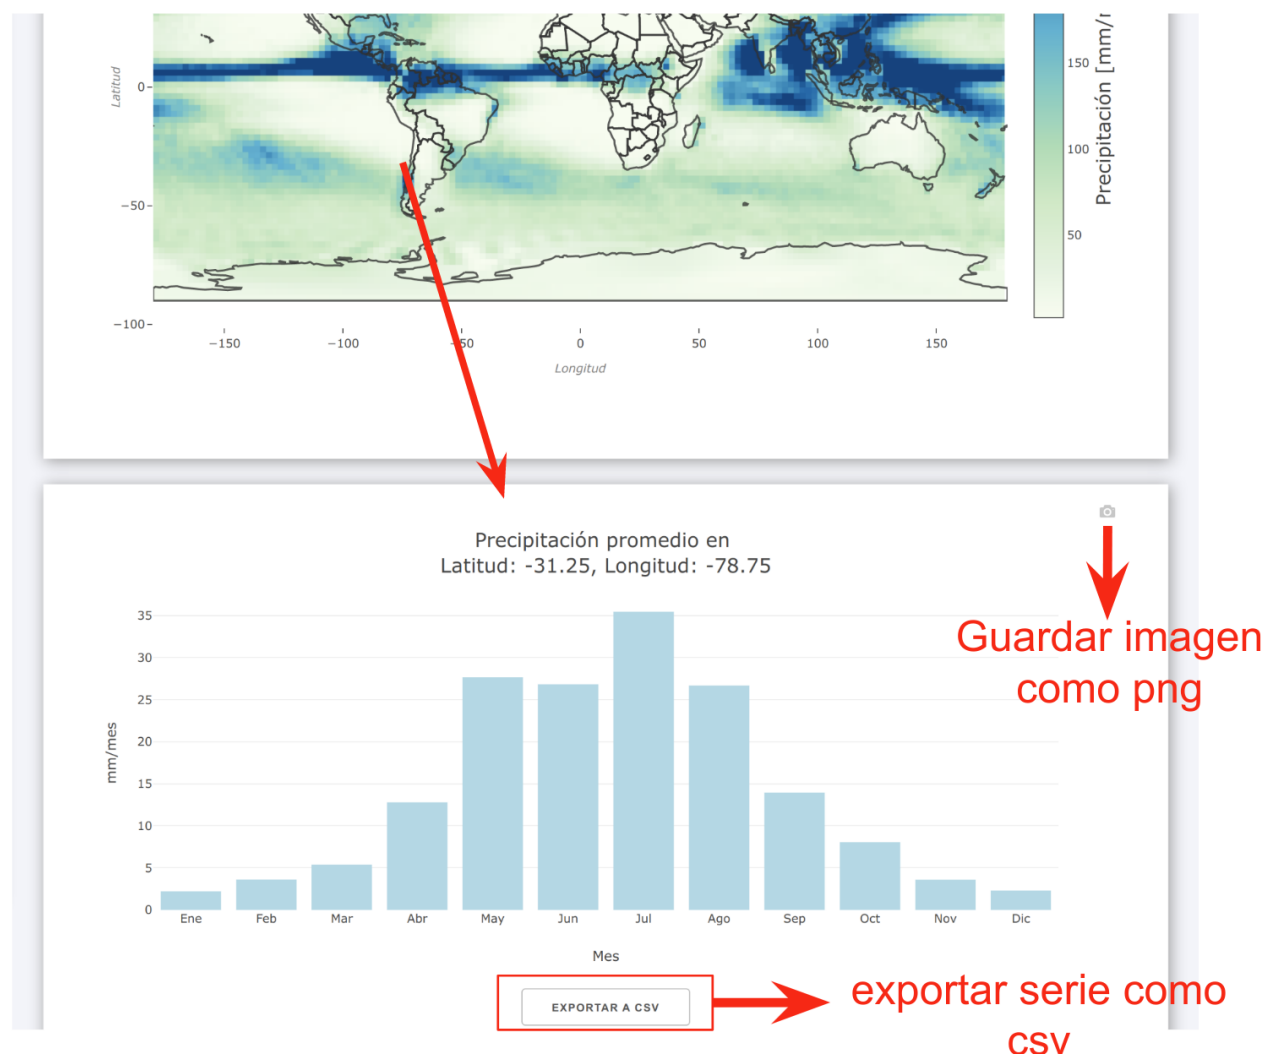 Latitud
0
−50
−100
−150
−100
−50
0
50
100
150
Longitud
150
100
50
Precipitación [mm/
Precipitación promedio en
Latitud: -31.25, Longitud: -78.75
Guardar imagen
como png
mm/mes
35
30
25
20
15
10
5
0
Ene
Feb
Mar
Abr
May
Jun
Jul
Ago
Sep
Oct
Nov
Dic
Mes
EXPORTAR A CSV
exportar serie como
csv